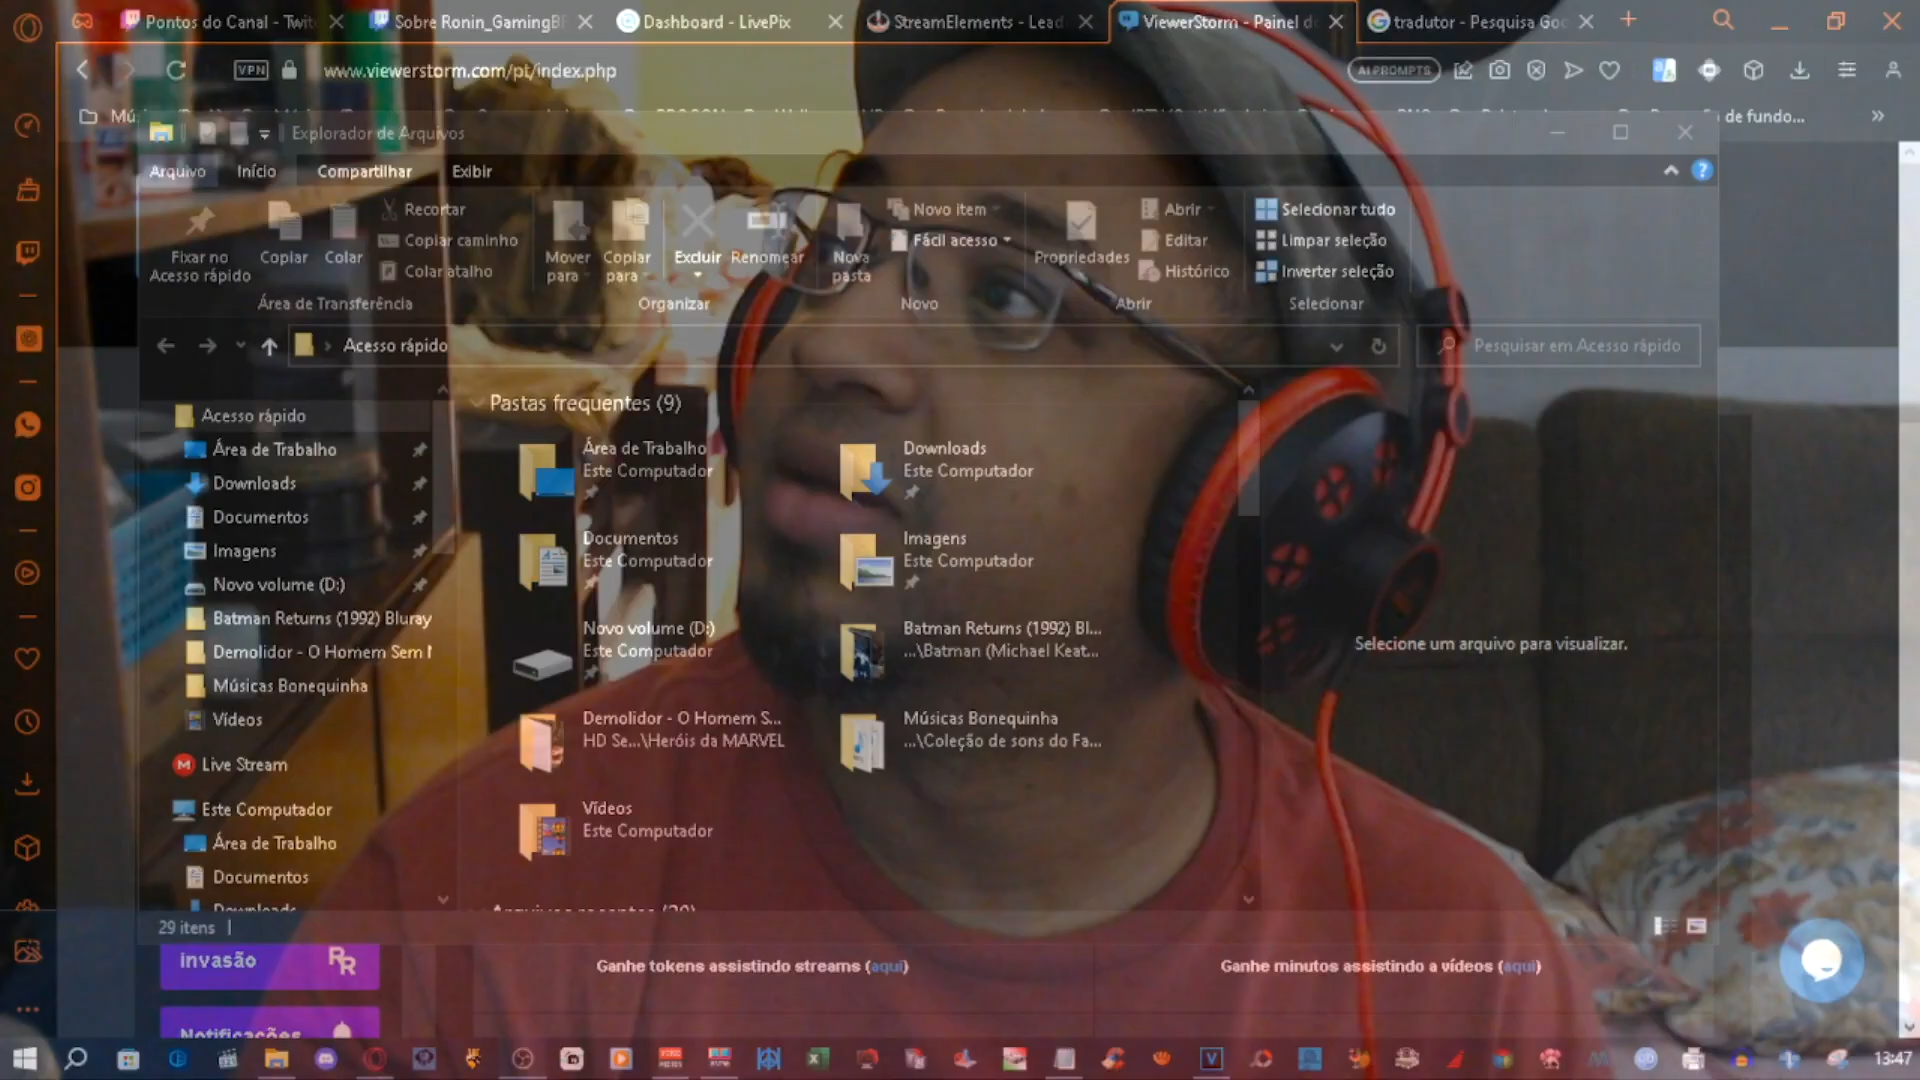 Pontos do Canal - Twit
Sobre Ronin_GamingB
Dashboard - LivePix
StreamElements - Lead
ViewerStorm - Painel d
tradutor - Pesquisa Goo
VPN
www.viewerstorm.com/pt/index.php
AI PROMPTS
de fundo...
Explorador de Arquivos
Arquivo
Início
Compartilhar
Exibir
Fixar no
Acesso rápido
Copiar
Colar
Recortar
Copiar caminho
Colar atalho
Área de Transferência
Mover
para
Copiar
para
Excluir
Renomear
Organizar
Nova
pasta
Novo item
Fácil acesso
Novo
Propriedades
Abrir
Editar
Histórico
Abrir
Selecionar tudo
Limpar seleção
Inverter seleção
Selecionar
Acesso rápido
Pesquisar em Acesso rápido
Acesso rápido
Área de Trabalho
Downloads
Documentos
Imagens
Novo volume (D:)
Batman Returns (1992) Bluray
Demolidor - O Homem Sem
Músicas Bonequinha
Vídeos
Live Stream
Este Computador
Área de Trabalho
Documentos
Downloads
Pastas frequentes (9)
Área de Trabalho
Este Computador
Downloads
Este Computador
Documentos
Este Computador
Imagens
Este Computador
Novo volume (D:)
Este Computador
Batman Returns (1992) Bl...
...\Batman (Michael Keat...
Demolidor - O Homem S...
HD Se...\Heróis da MARVEL
Músicas Bonequinha
...\Coleção de sons do Fa...
Vídeos
Este Computador
Selecione um arquivo para visualizar.
29 itens
invasão
Notificações
Ganhe tokens assistindo streams (aqui)
Ganhe minutos assistindo a vídeos (aqui)
13:47